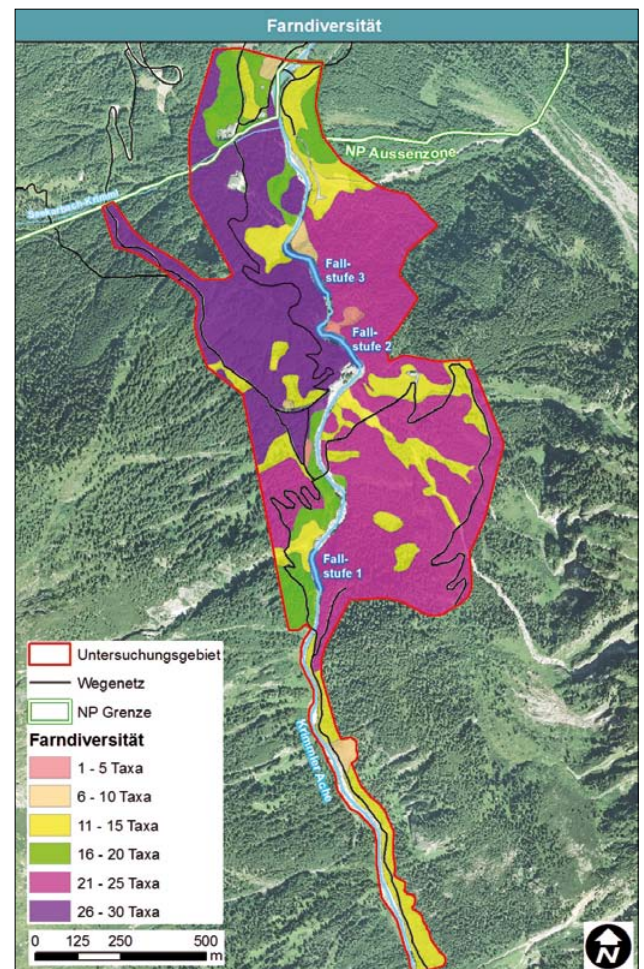 Farndiversität
NP Aussenzone
Fall-
stufe 3
Fall-
stufe 2
Fall-
stufe 1
Krimmler Ache
Untersuchungsgebiet
Wegenetz
NP Grenze
Farndiversität
1 - 5 Taxa
6 - 10 Taxa
11 - 15 Taxa
16 - 20 Taxa
21 - 25 Taxa
26 - 30 Taxa
0 125 250 500
m
N